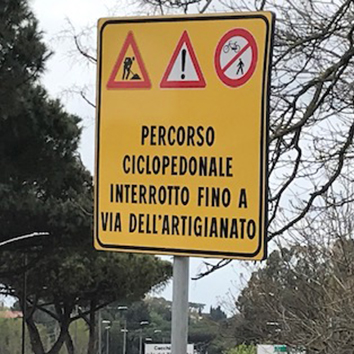 PERCORSO
CICLOPEDONALE
INTERROTTO FINO A
VIA DELL'ARTIGIANATO